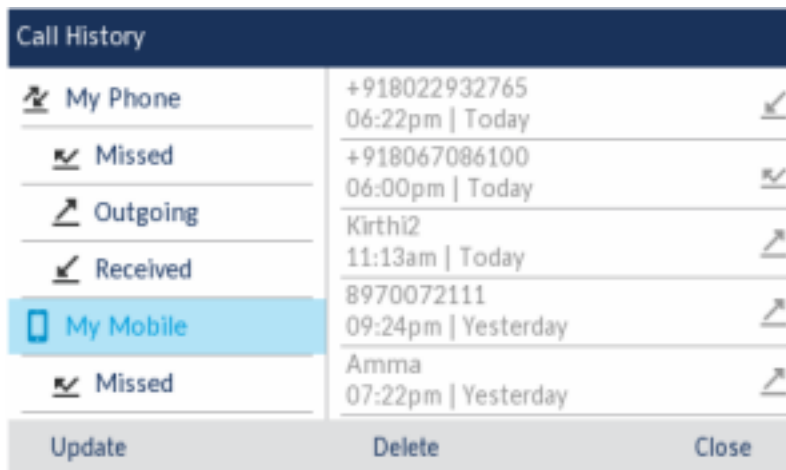 Call History
My Phone
Missed
Outgoing
Received
My Mobile
Missed
+918022932765
06:22pm | Today
+918067086100
06:00pm | Today
Kirthi2
11:13am | Today
8970072111
09:24pm | Yesterday
Amma
07:22pm | Yesterday
Update Delete Close